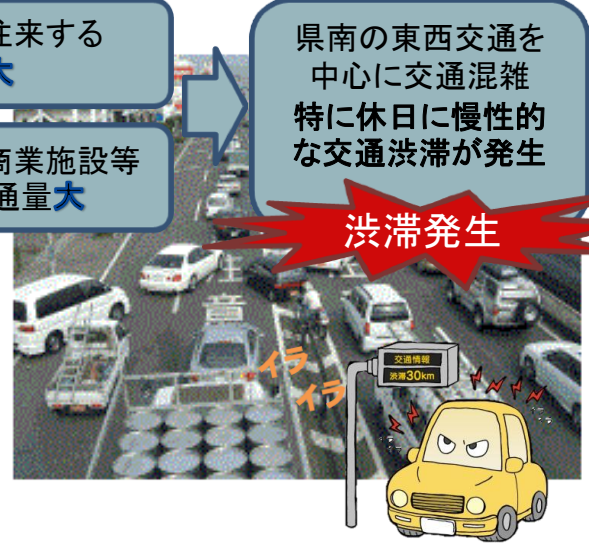 往来する
大
商業施設等
通量大
県南の東西交通を
中心に交通混雑
特に休日に慢性的
な交通渋滞が発生
渋滞発生
イラ
イラ
交通情報
渋滞30km